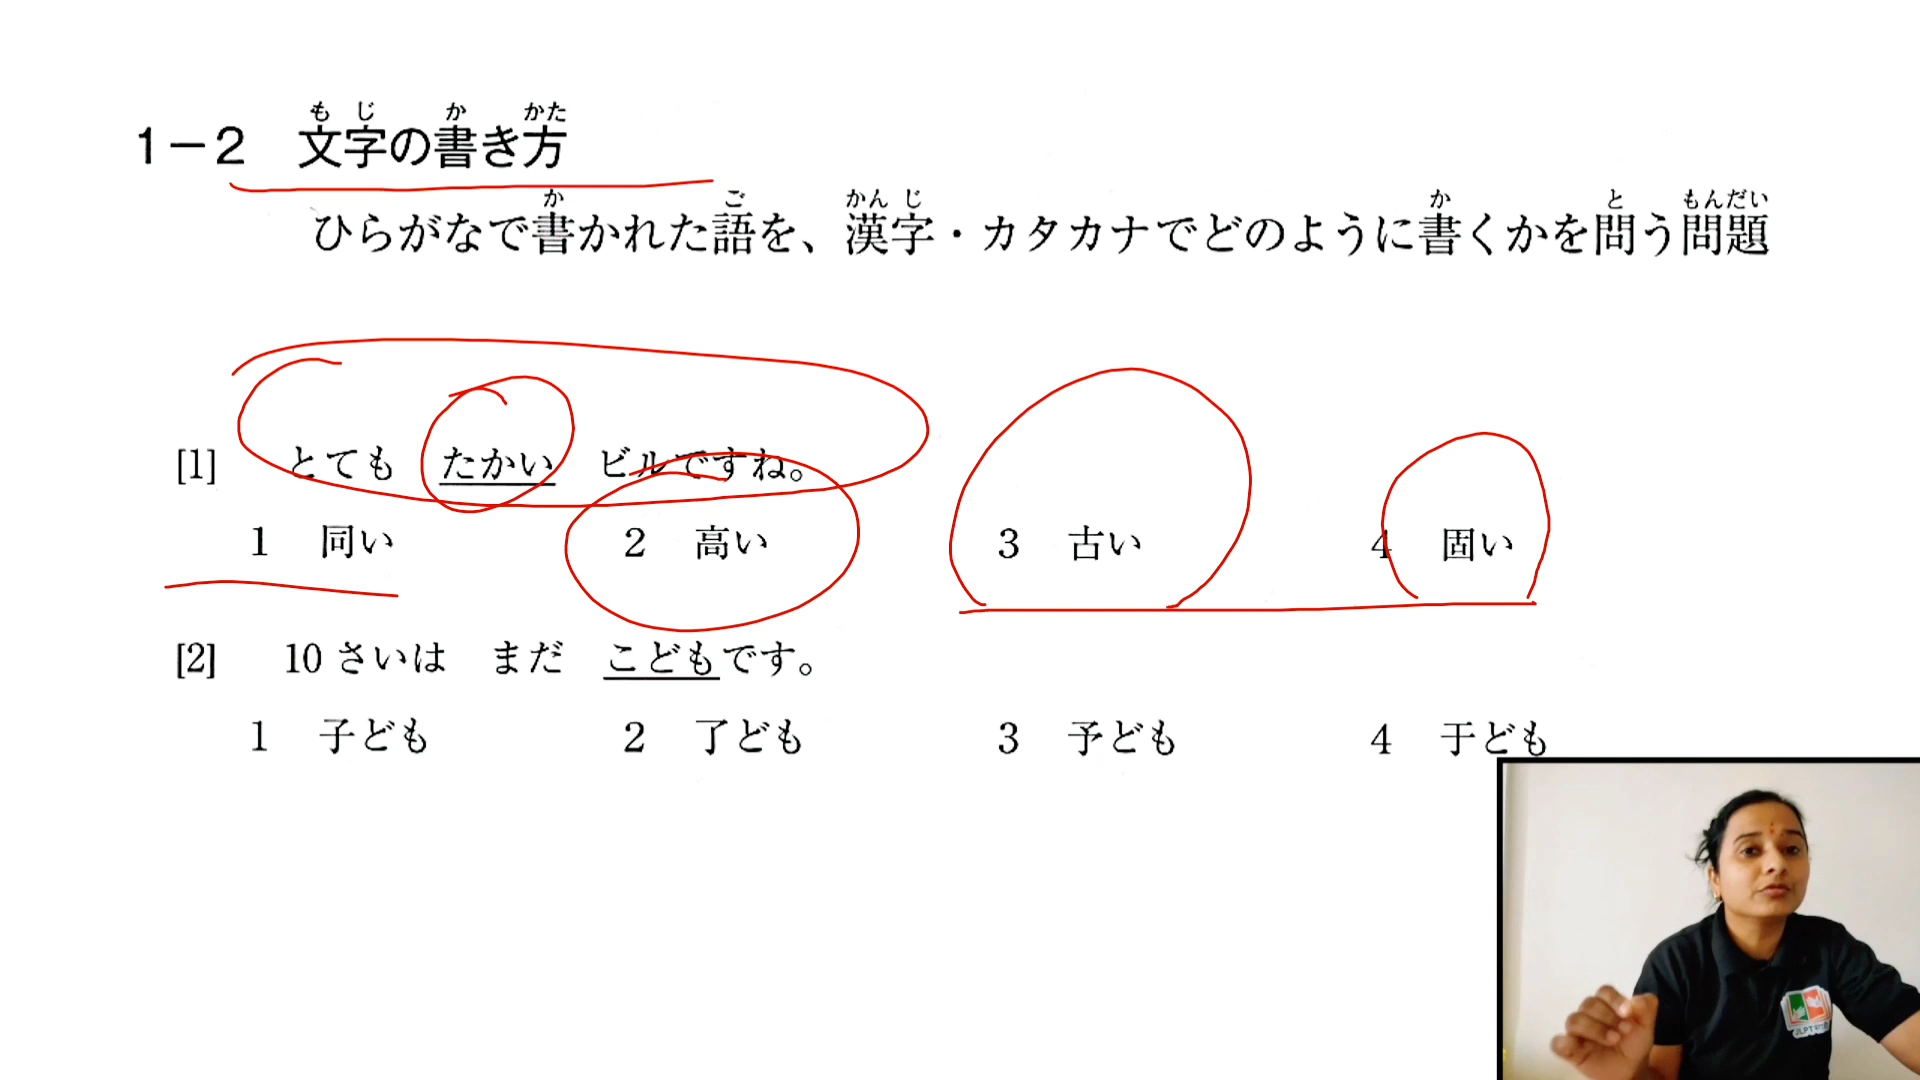 もじ か かた
1－2 文字の書き方
か ご かん じ か と もんだい
ひらがなで書かれた語を、漢字・カタカナでどのように書くかを問う問題
[1] とても たかい ビルですね。
1 同い 2 高い 3 古い 4 固い
[2] 10さいは まだ こどもです。
1 子ども 2 了ども 3 予ども 4 于ども